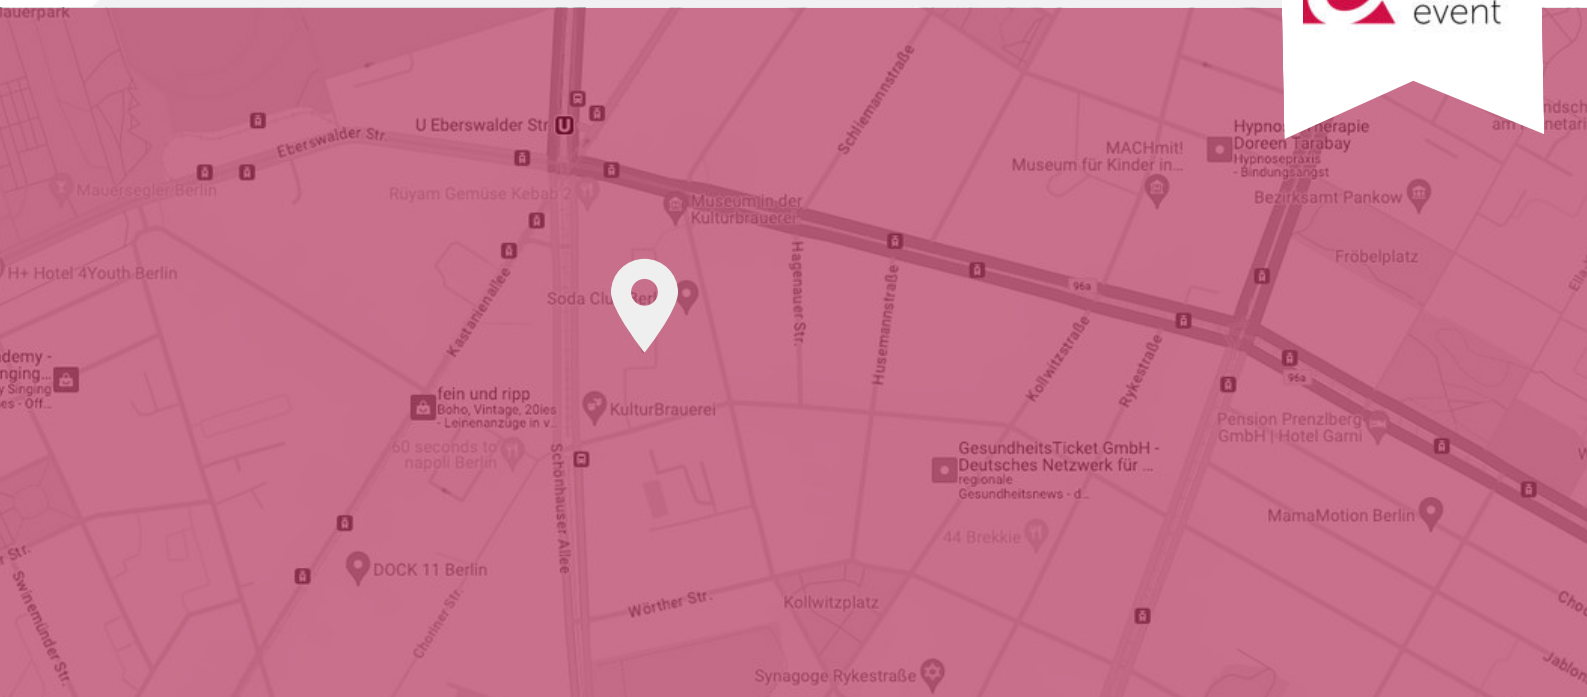 event
U Eberswalder Str.
Eberswalder Str.
Mauersegler Berlin
Rüyam Gemüse Kebab 2
Museum in der
Kulturbrauerei
Schliemannstraße
MACHmit!
Museum für Kinder in...
Doreen Tarabay
Hypnosepraxis
- Bindungsangst
Bezirksamt Pankow
Fröbelplatz
H+ Hotel 4Youth Berlin
Kastanienallee
Soda Club Berl
Hagenauer Str.
Husemannstraße
96a
Kollwitzstraße
Rykestraße
96a
fein und ripp
Boho, Vintage, 20ies
- Leinenanzüge in v...
KulturBrauerei
60 seconds to
napoli Berlin
Schönhauser Allee
GesundheitsTicket GmbH -
Deutsches Netzwerk für ...
regionale
Gesundheitsnews - d...
Pension Prenzlberg
GmbH | Hotel Garni
44 Brekkie
MamaMotion Berlin
DOCK 11 Berlin
Swinemünder Str.
Choriner Str.
Wörther Str.
Kollwitzplatz
Synagoge Rykestraße